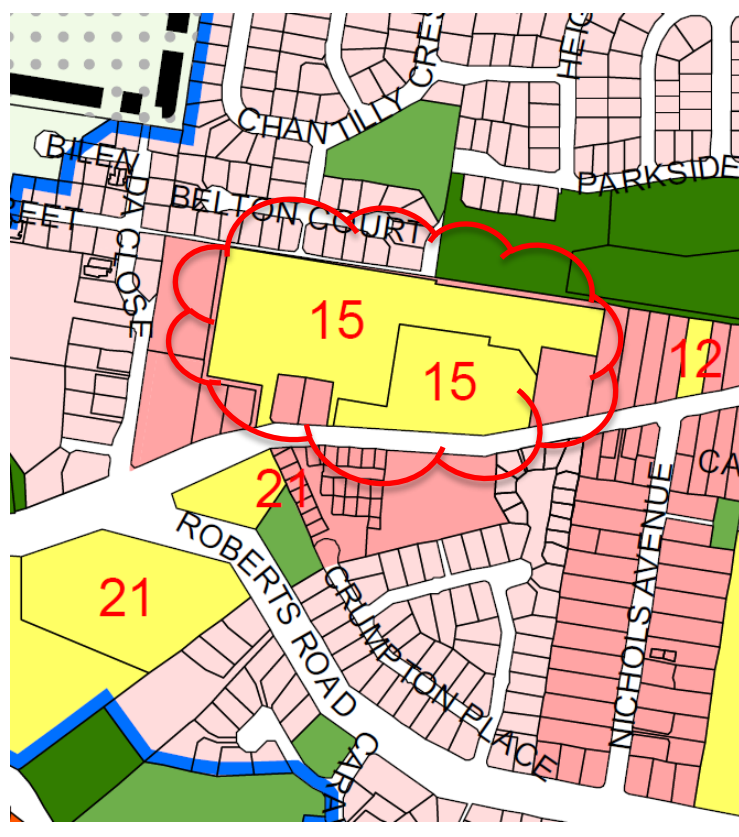 HEIG
CHANTILLY CRES
BILEN
DA CLOSE
PARKSIDE
BELTON COURT
REET
15
15
12
21
CA
ROBERTS ROAD
21
CRUMPTON PLACE
NICHOLS AVENUE
CARA